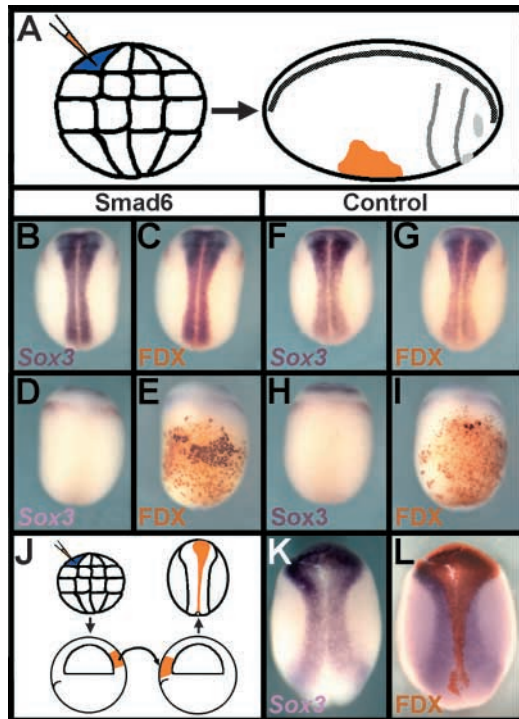 A
Smad6
Control
B
C
F
G
Sox3
FDX
Sox3
FDX
D
E
H
I
Sox3
FDX
Sox3
FDX
J
K
L
Sox3
FDX